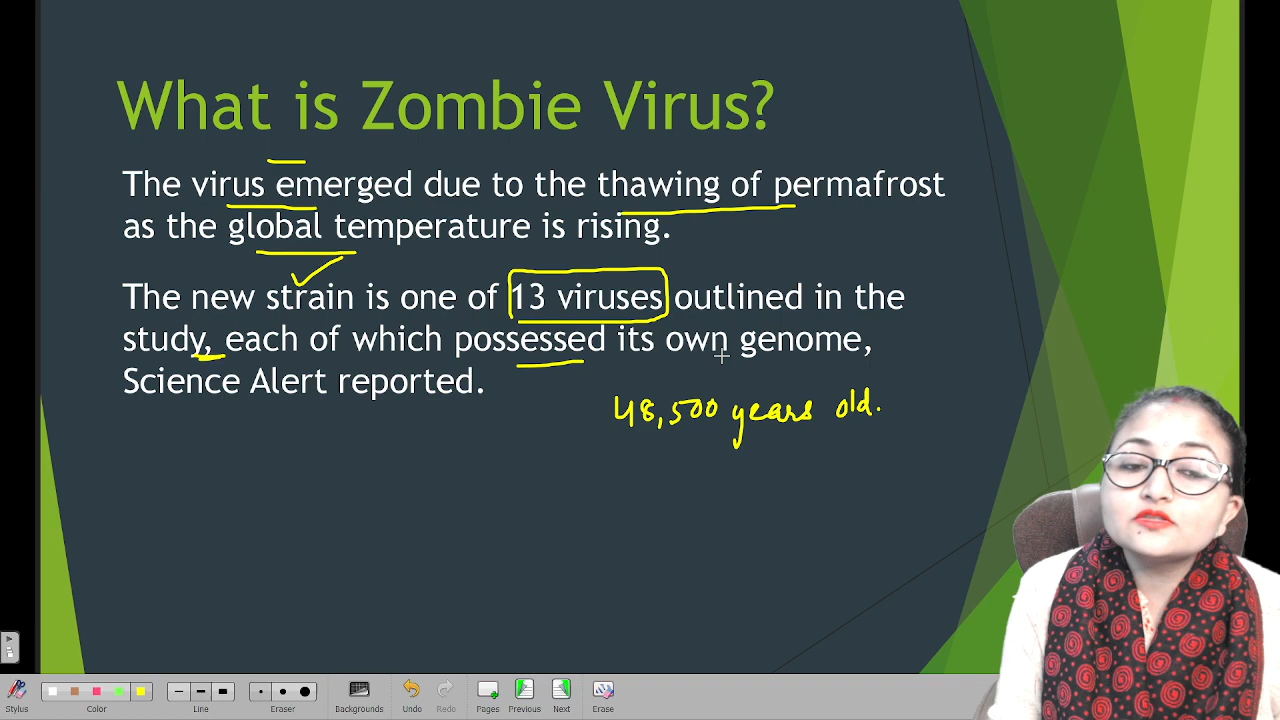 What is Zombie Virus?
The virus emerged due to the thawing of permafrost
as the global temperature is rising.
The new strain is one of 13 viruses outlined in the
study, each of which possessed its own genome,
Science Alert reported.
48,500 years old.
Stylus
Color
Line
Eraser
Backgrounds
Undo
Redo
Pages
Previous
Next
Erase